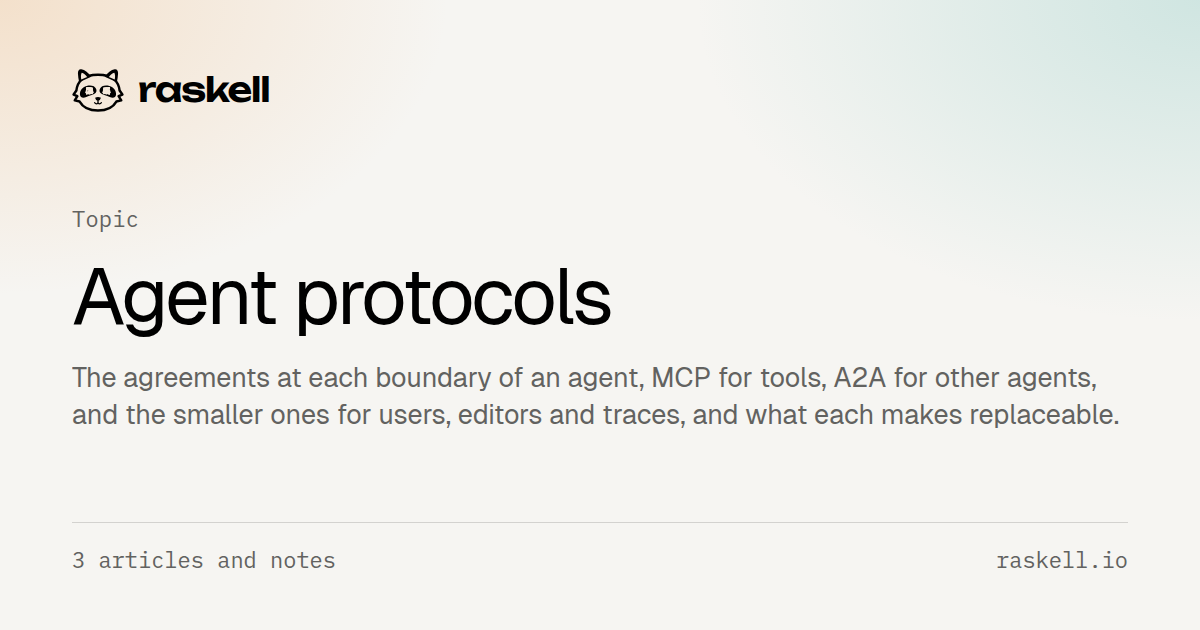 raskell
Topic
Agent protocols
The agreements at each boundary of an agent, MCP for tools, A2A for other agents,
and the smaller ones for users, editors and traces, and what each makes replaceable.
3 articles and notes
raskell.io